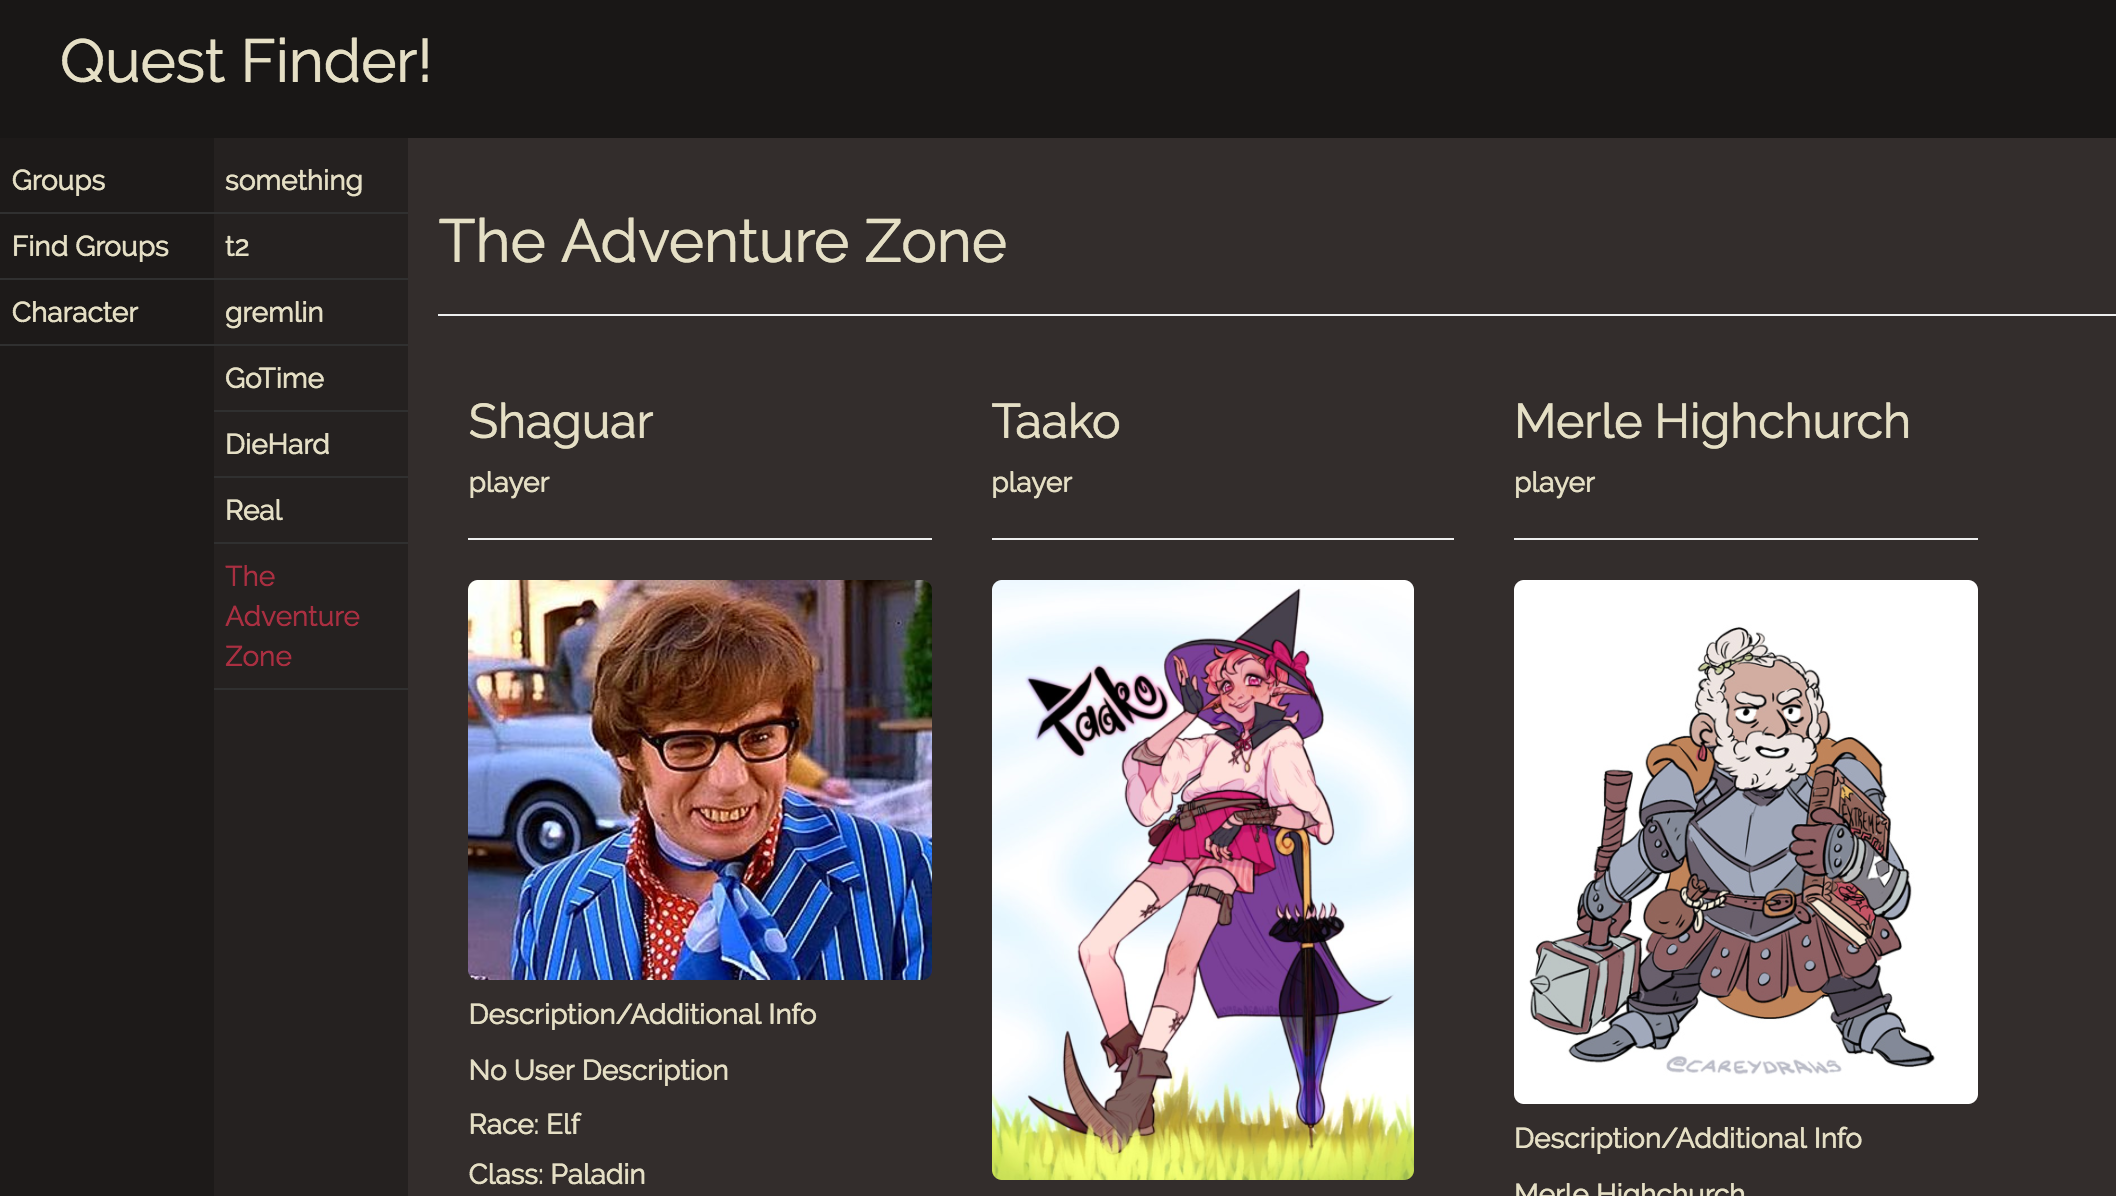 Quest Finder!
Groups
Find Groups
Character
something
t2
gremlin
GoTime
DieHard
Real
The
Adventure
Zone
The Adventure Zone
Shaguar
player
Description/Additional Info
No User Description
Race: Elf
Class: Paladin
Taako
player
Taako
Merle Highchurch
player
EXTREME
@CAREYDRAWS
Description/Additional Info
Merle Highchurch